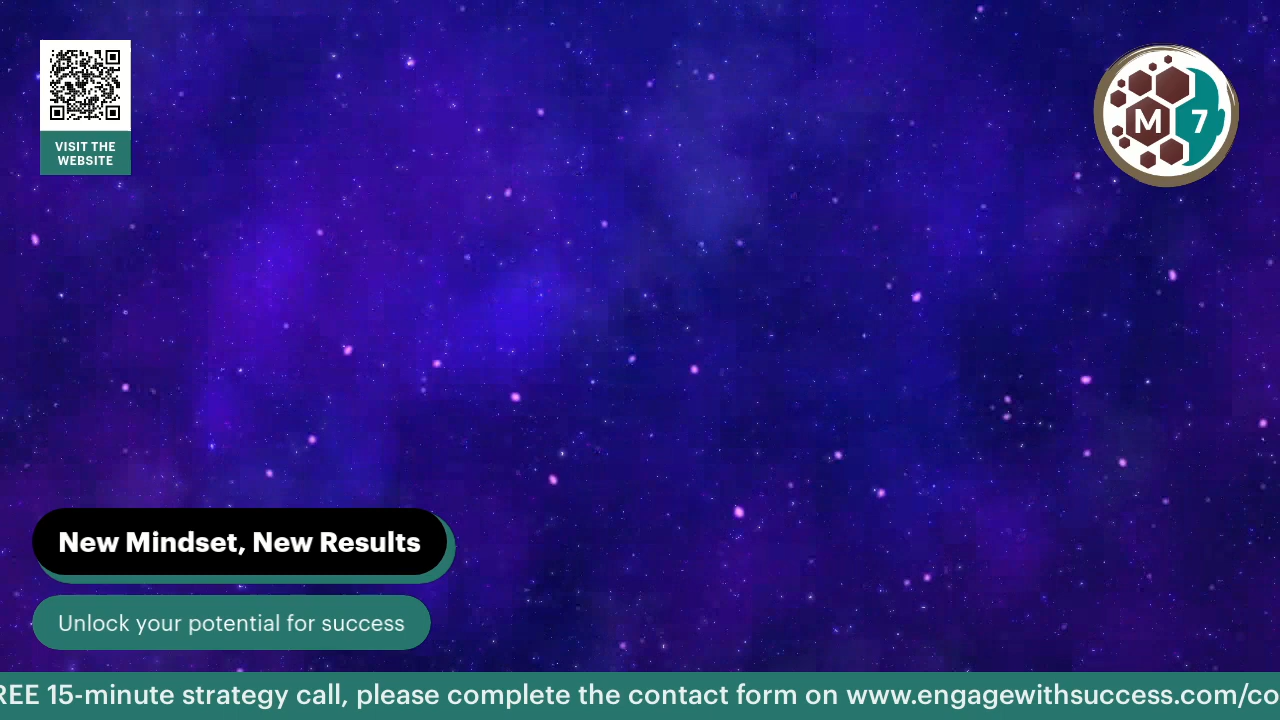 VISIT THE
WEBSITE
M 7
New Mindset, New Results
Unlock your potential for success
REE 15-minute strategy call, please complete the contact form on www.engagewithsuccess.com/co